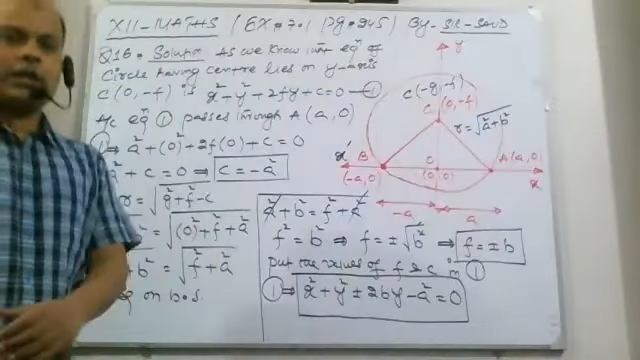 XII-MATHS (EX#7.1 Pg#245) By-SIR SAUD
Q16. Solution As we know that eqⁿ of
Circle having centre lies on y-axis
C(0,-f) is x²+y²+2fy+c=0 —①
eqⁿ ① passes through A(a,0)
①⇒ a²+(0)²+2f(0)+c=0
a²+c=0 ⇒ c=-a²
r=√g²+f²-c
=√(0)²+f²+a²
+b²=√f²+a²
on b.s.
a²+b²=f²+a²
f²=b² ⇒ f=±√b² ⇒ f=±b
put the values of f & c in ①
①⇒ x²+y²±2by-a²=0
y
C(-g,-f)
C(0,-f)
r=√a²+b²
x'
B
(-a,0)
O
(0,0)
A(a,0)
x
-a
a